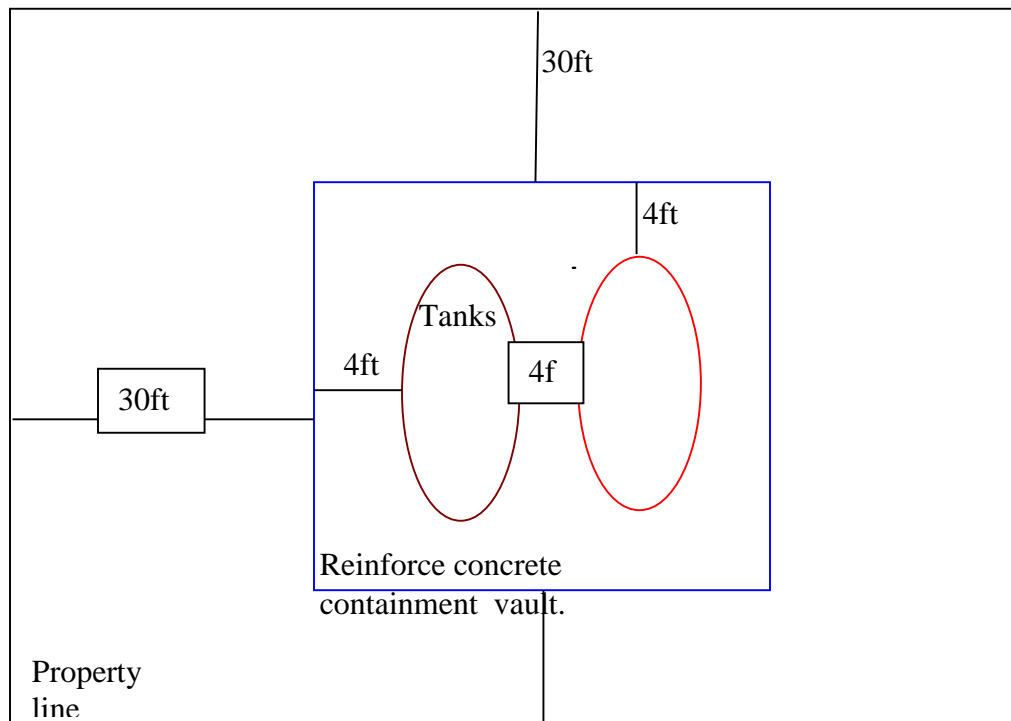 30ft
4ft
Tanks
4ft
4f
30ft
Reinforce concrete
containment  vault.
Property
line